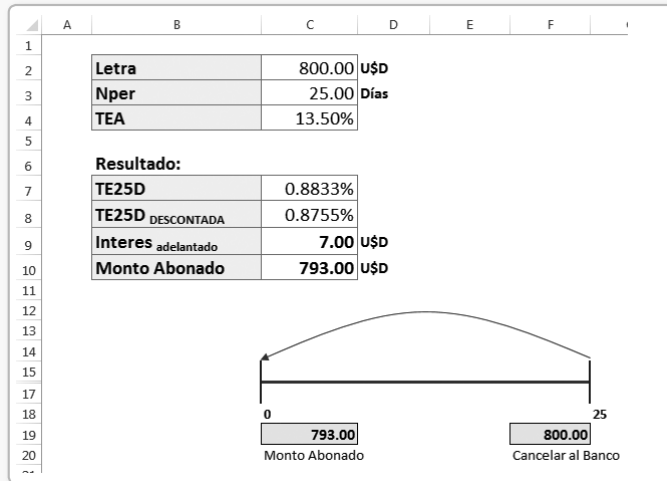 A B C D E F
1
2 Letra 800.00 U$D
3 Nper 25.00 Días
4 TEA 13.50%
5
6 Resultado:
7 TE25D 0.8833%
8 TE25D DESCONTADA 0.8755%
9 Interes adelantado 7.00 U$D
10 Monto Abonado 793.00 U$D
11
12
13
14
15
17
18 0 25
19 793.00 800.00
20 Monto Abonado Cancelar al Banco